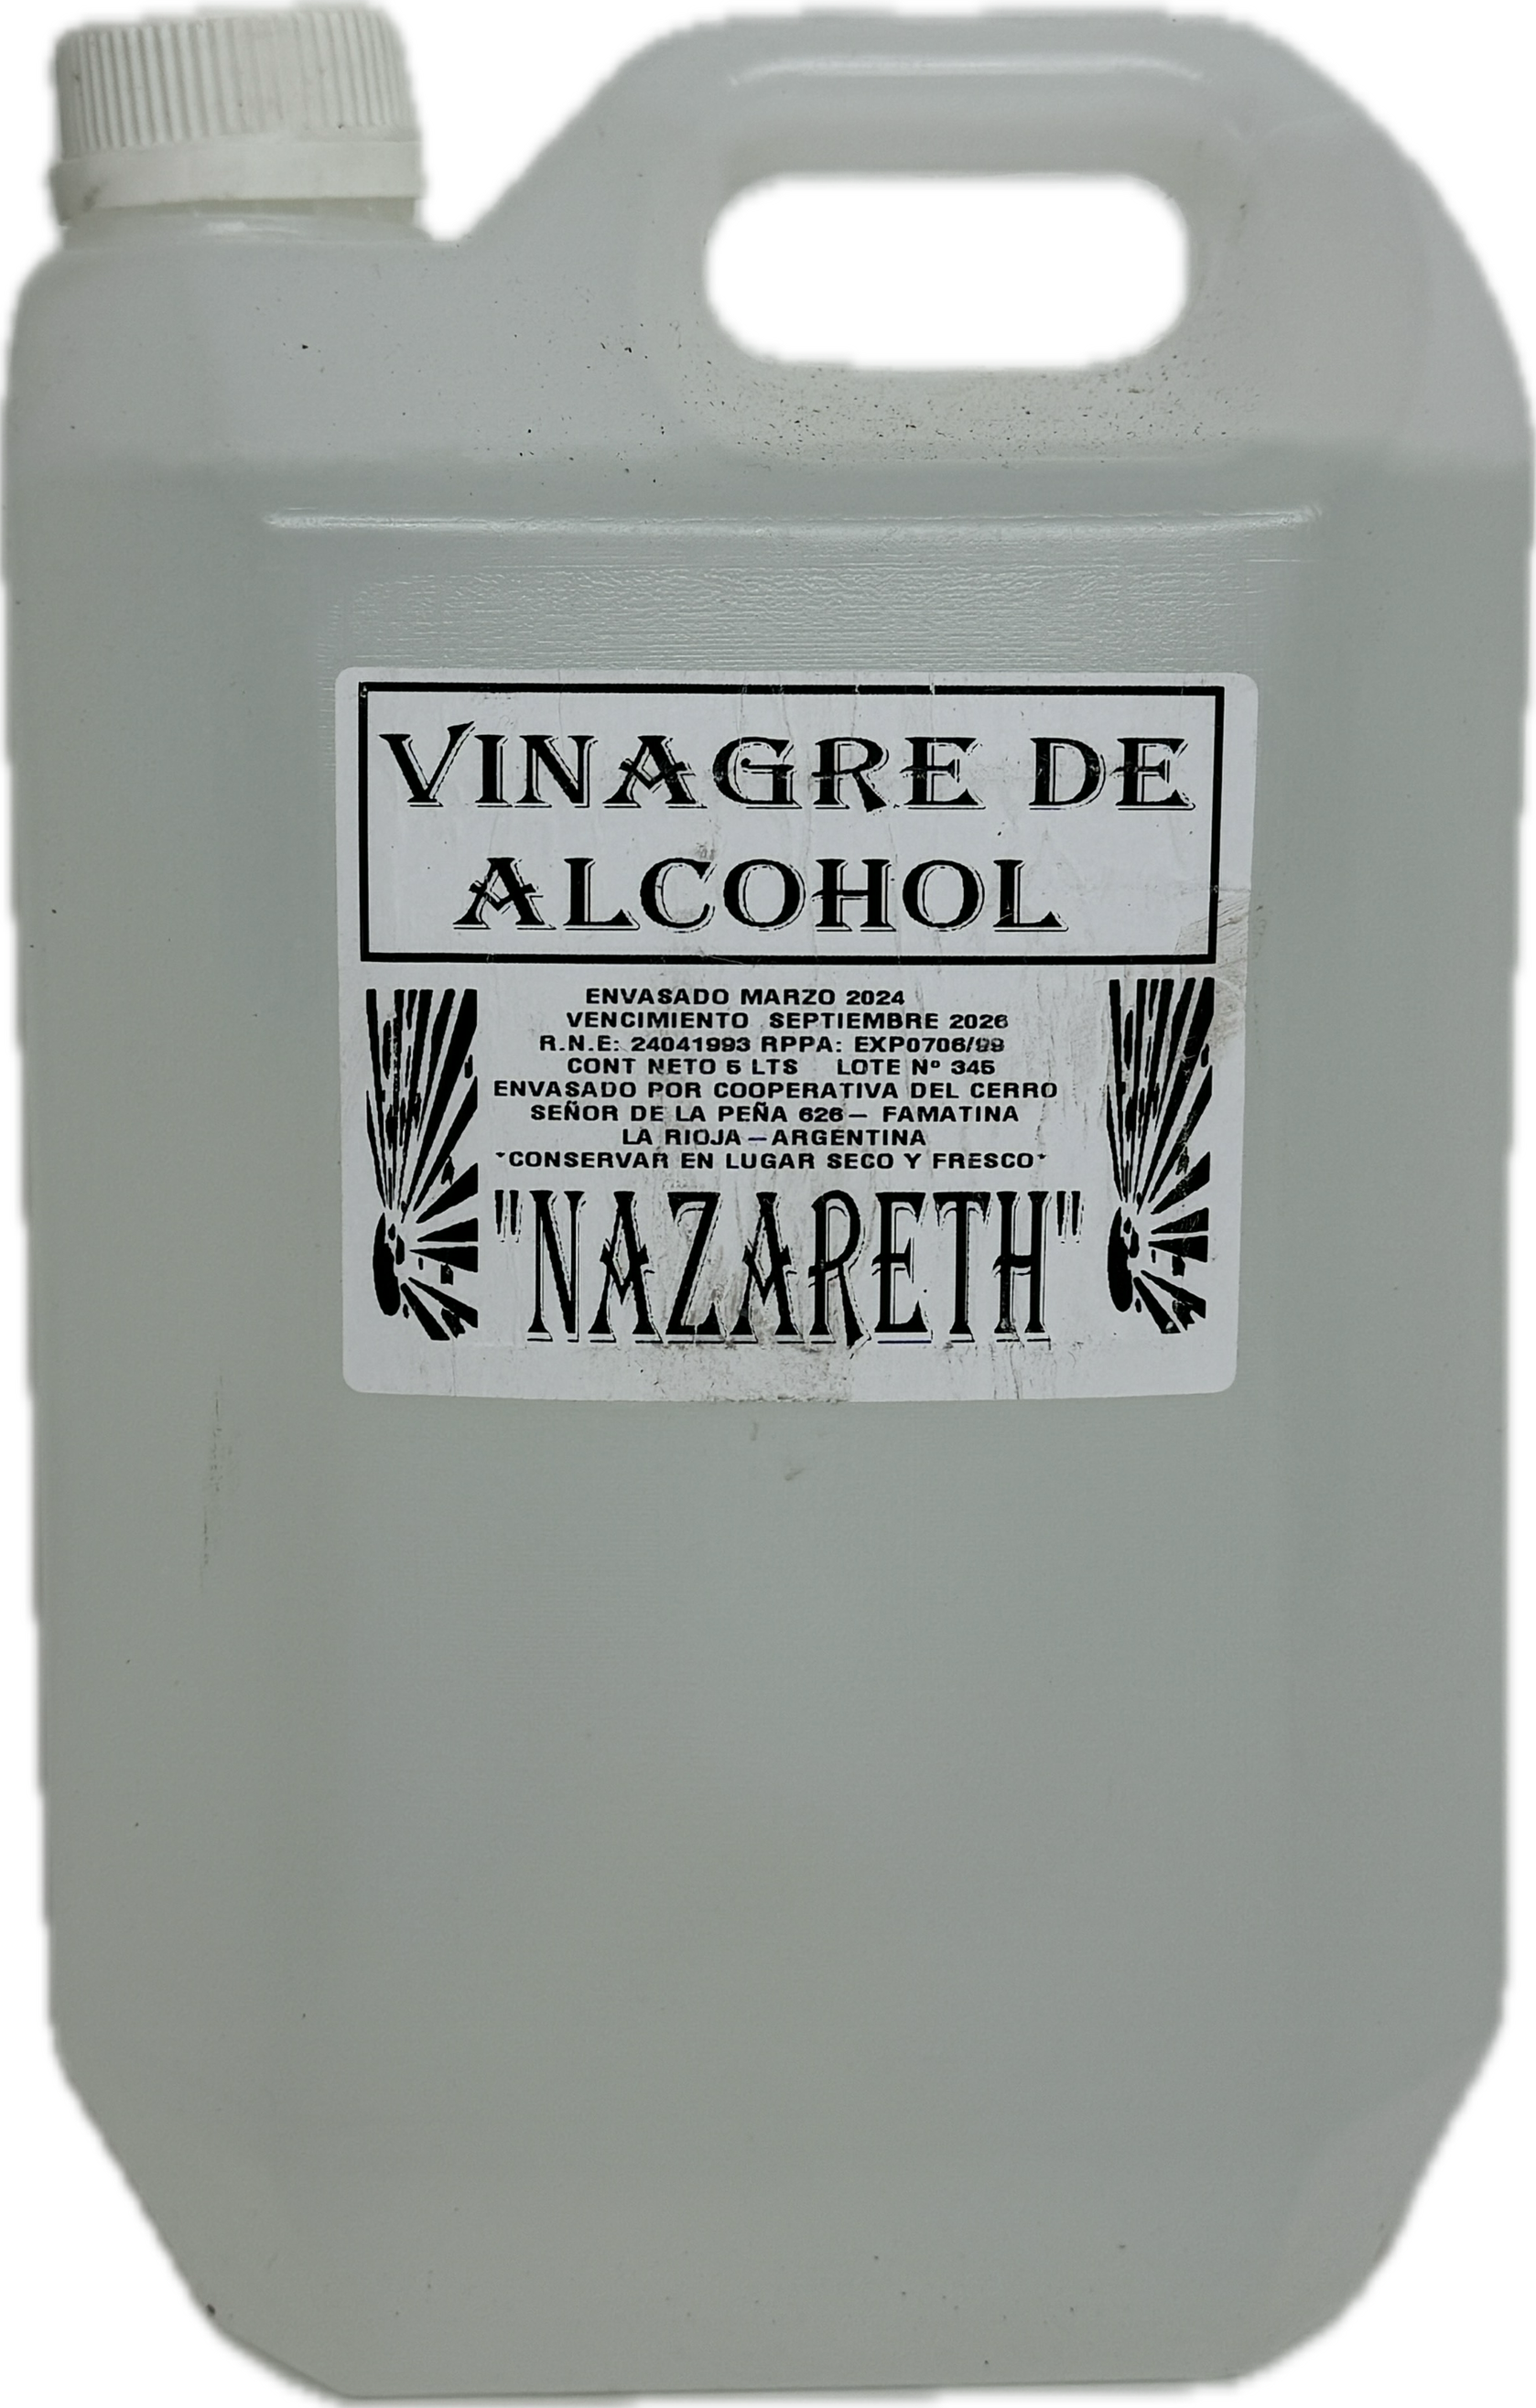 VINAGRE DE
ALCOHOL
ENVASADO MARZO 2024
VENCIMIENTO SEPTIEMBRE 2026
R.N.E: 24041993 RPPA: EXP0706/99
CONT NETO 5 LTS LOTE Nº 345
ENVASADO POR COOPERATIVA DEL CERRO
SEÑOR DE LA PEÑA 626 – FAMATINA
LA RIOJA – ARGENTINA
"CONSERVAR EN LUGAR SECO Y FRESCO"
"NAZARETH"